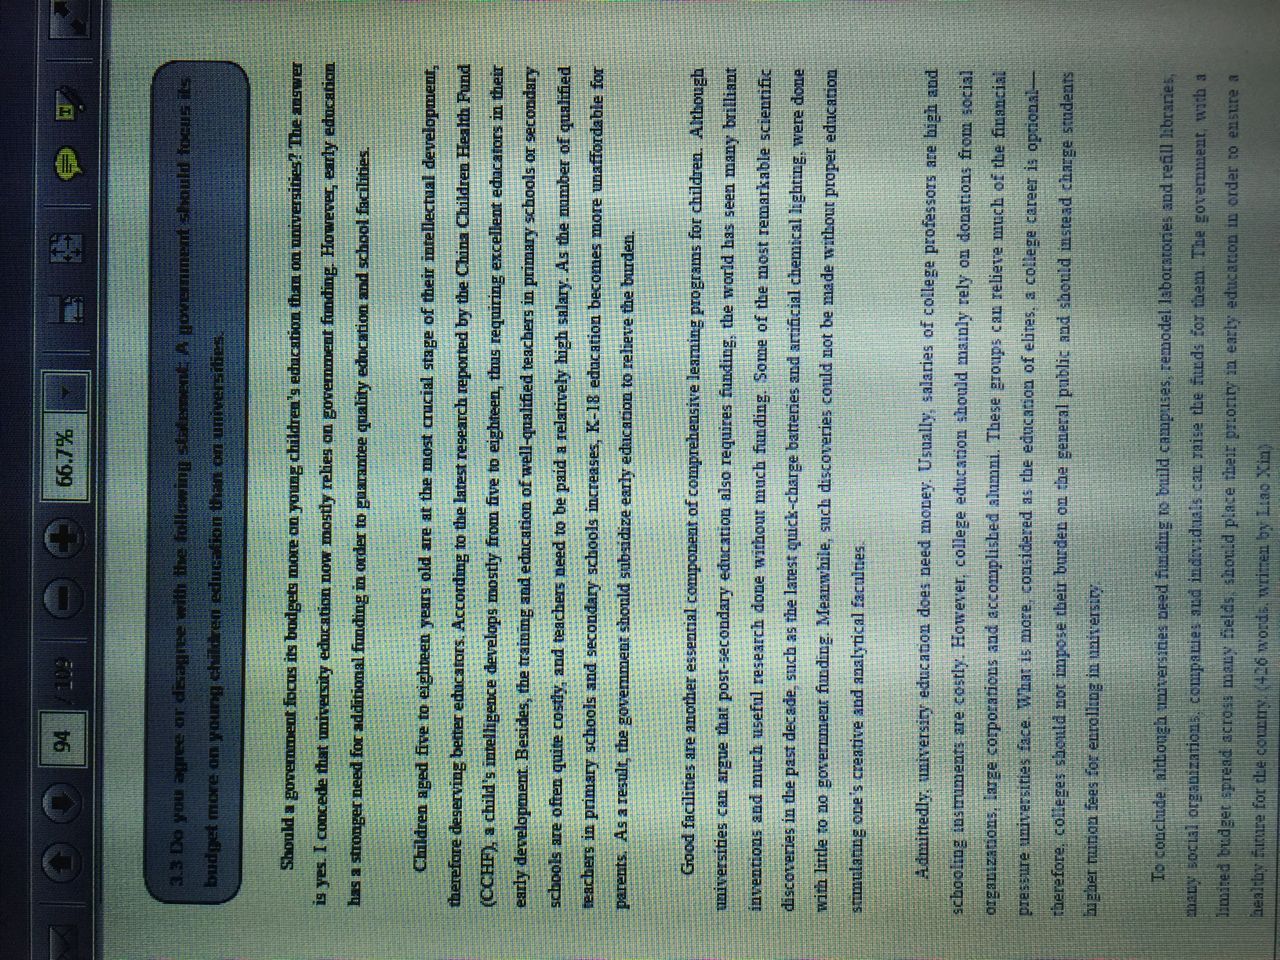 94 / 109 66.7%
3.3 Do you agree or disagree with the following statement: A government should focus its
budget more on young children education than on universities.
Should a government focus its budgets more on young children's education than on universities? The answer
is yes. I concede that university education now mostly relies on government funding. However, early education
has a stronger need for additional funding in order to guarantee quality education and school facilities.
Children aged five to eighteen years old are at the most crucial stage of their intellectual development,
therefore deserving better educators. According to the latest research reported by the China Children Health Fund
(CCHF), a child's intelligence develops mostly from five to eighteen, thus requiring excellent educators in their
early development. Besides, the training and education of well-qualified teachers in primary schools or secondary
schools are often quite costly, and teachers need to be paid a relatively high salary. As the number of qualified
teachers in primary schools and secondary schools increases, K-18 education becomes more unaffordable for
parents. As a result, the government should subsidize early education to relieve the burden.
Good facilities are another essential component of comprehensive learning programs for children. Although
universities can argue that post-secondary education also requires funding, the world has seen many brilliant
inventions and much useful research done without much funding. Some of the most remarkable scientific
discoveries in the past decade, such as the latest quick-charge batteries and artificial chemical lighting, were done
with little to no government funding. Meanwhile, such discoveries could not be made without proper education
stimulating one's creative and analytical faculties.
Admittedly, university education does need money. Usually, salaries of college professors are high and
schooling instruments are costly. However, college education should mainly rely on donations from social
organizations, large corporations and accomplished alumni. These groups can relieve much of the financial
pressure universities face. What is more, considered as the education of elites, a college career is optional—
therefore, colleges should not impose their burden on the general public and should instead charge students
higher tuition fees for enrolling in university.
To conclude, although universities need funding to build campuses, remodel laboratories and refill libraries,
many social organizations, companies and individuals can raise the funds for them. The government, with a
limited budget spread across many fields, should place their priority in early education in order to ensure a
healthy future for the country. (426 words, written by Liao Xin)